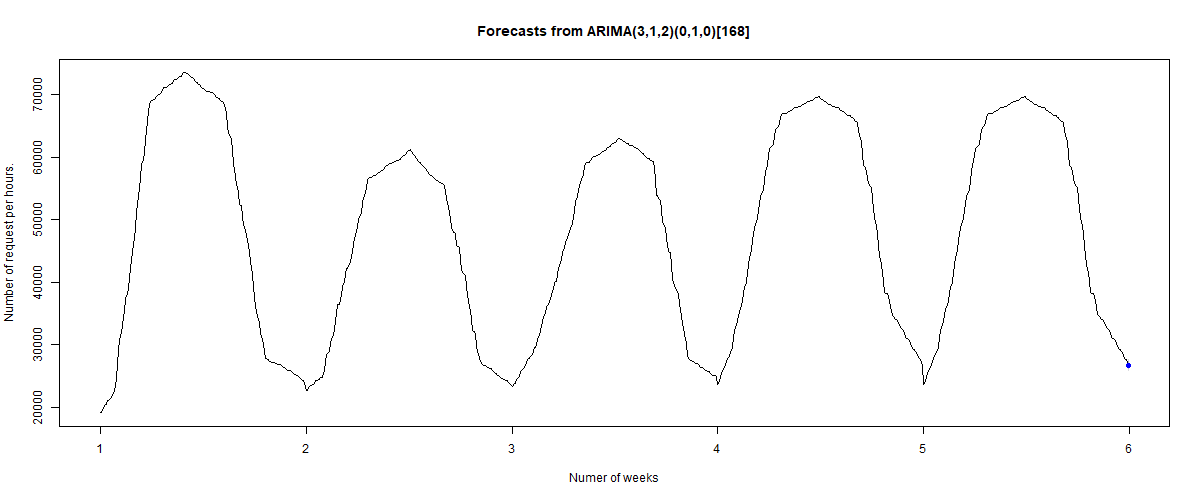 Forecasts from ARIMA(3,1,2)(0,1,0)[168]
Number of request per hours.
70000
60000
50000
40000
30000
20000
1 2 3 4 5 6
Numer of weeks